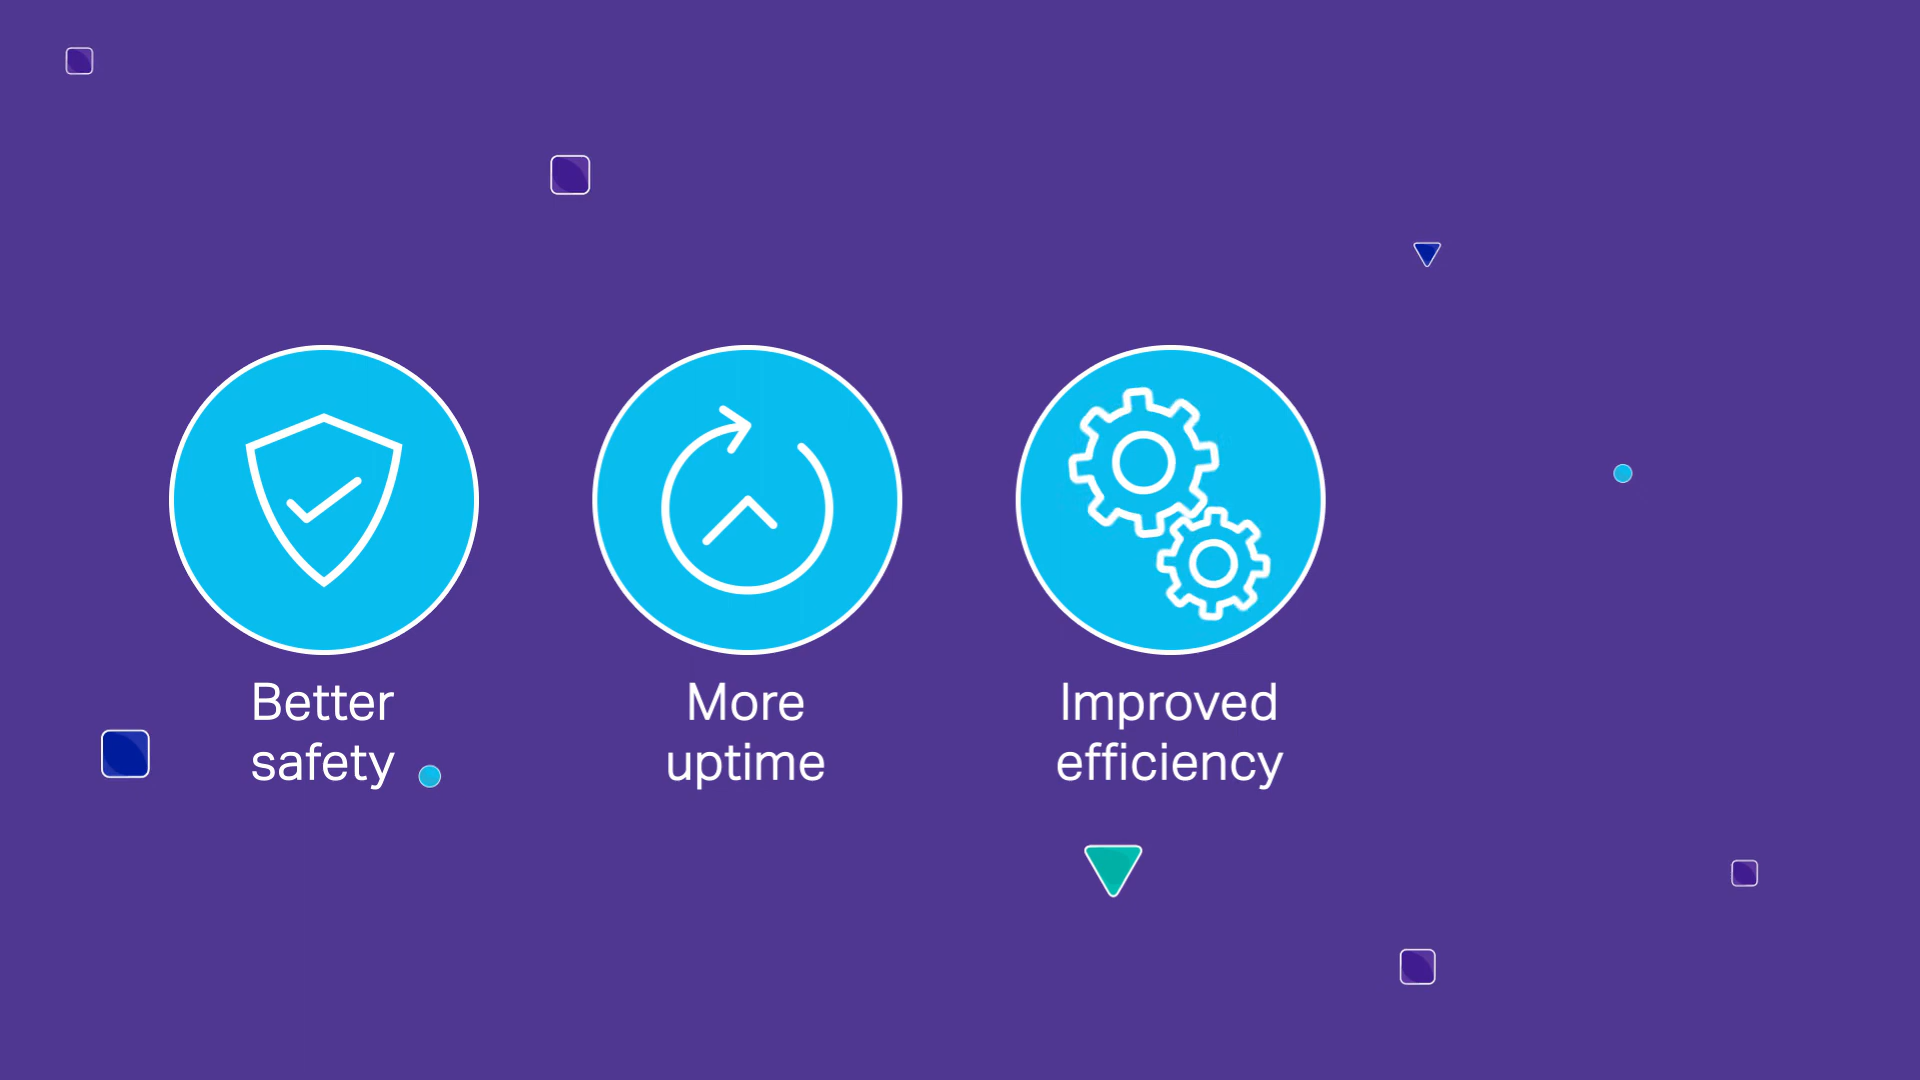 Better
safety
More
uptime
Improved
efficiency